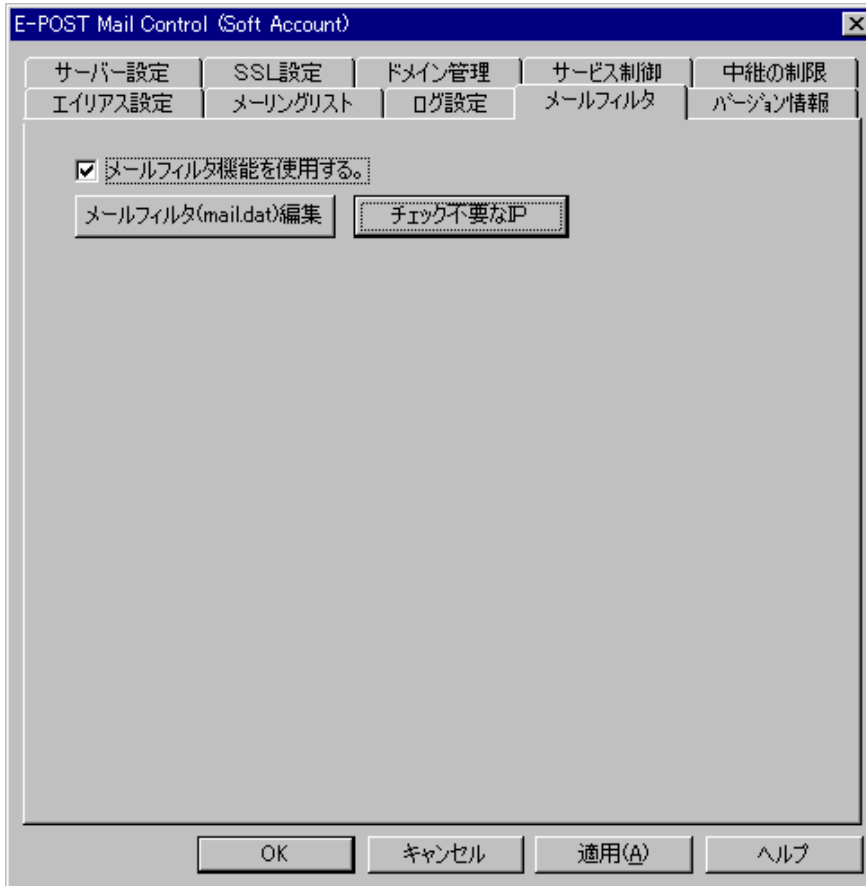 E-POST Mail Control (Soft Account)
サーバー設定 SSL設定 ドメイン管理 サービス制御 中継の制限
エイリアス設定 メーリングリスト ログ設定 メールフィルタ バージョン情報
メールフィルタ機能を使用する。
メールフィルタ(mail.dat)編集 チェック不要なIP
OK キャンセル 適用(A) ヘルプ